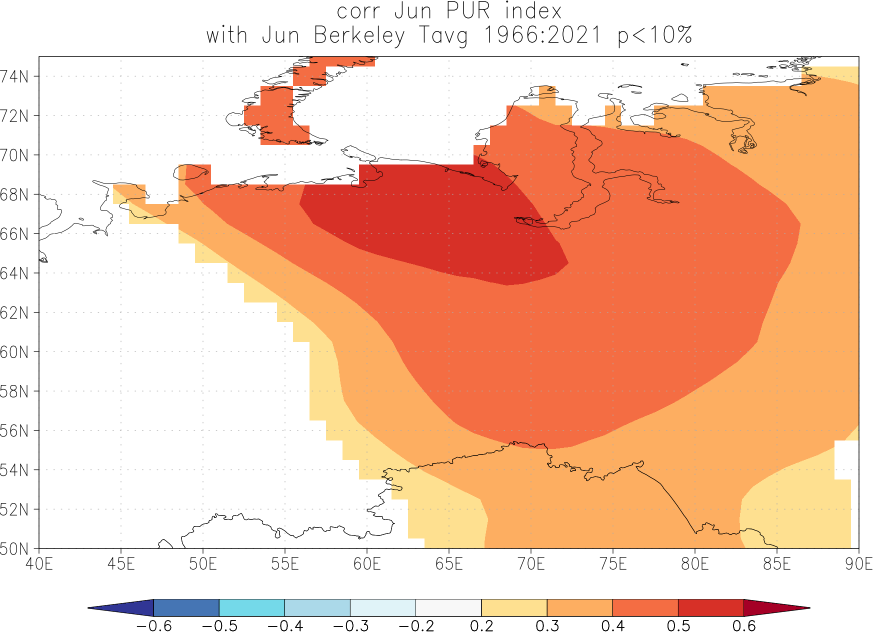 corr Jun PUR index
with Jun Berkeley Tavg 1966:2021 p<10%
74N
72N
70N
68N
66N
64N
62N
60N
58N
56N
54N
52N
50N
40E 45E 50E 55E 60E 65E 70E 75E 80E 85E 90E
-0.6 -0.5 -0.4 -0.3 -0.2 0.2 0.3 0.4 0.5 0.6